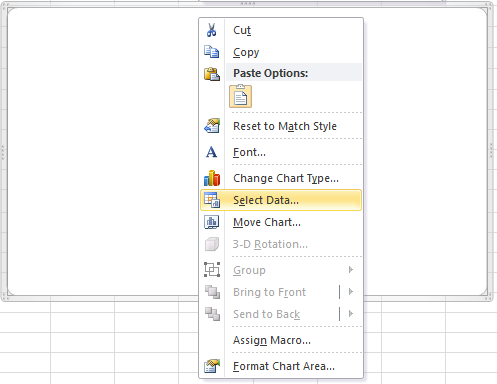 Cut
Copy
Paste Options:
Reset to Match Style
A Font...
Change Chart Type...
Select Data...
Move Chart...
3-D Rotation...
Group
Bring to Front
Send to Back
Assign Macro...
Format Chart Area...